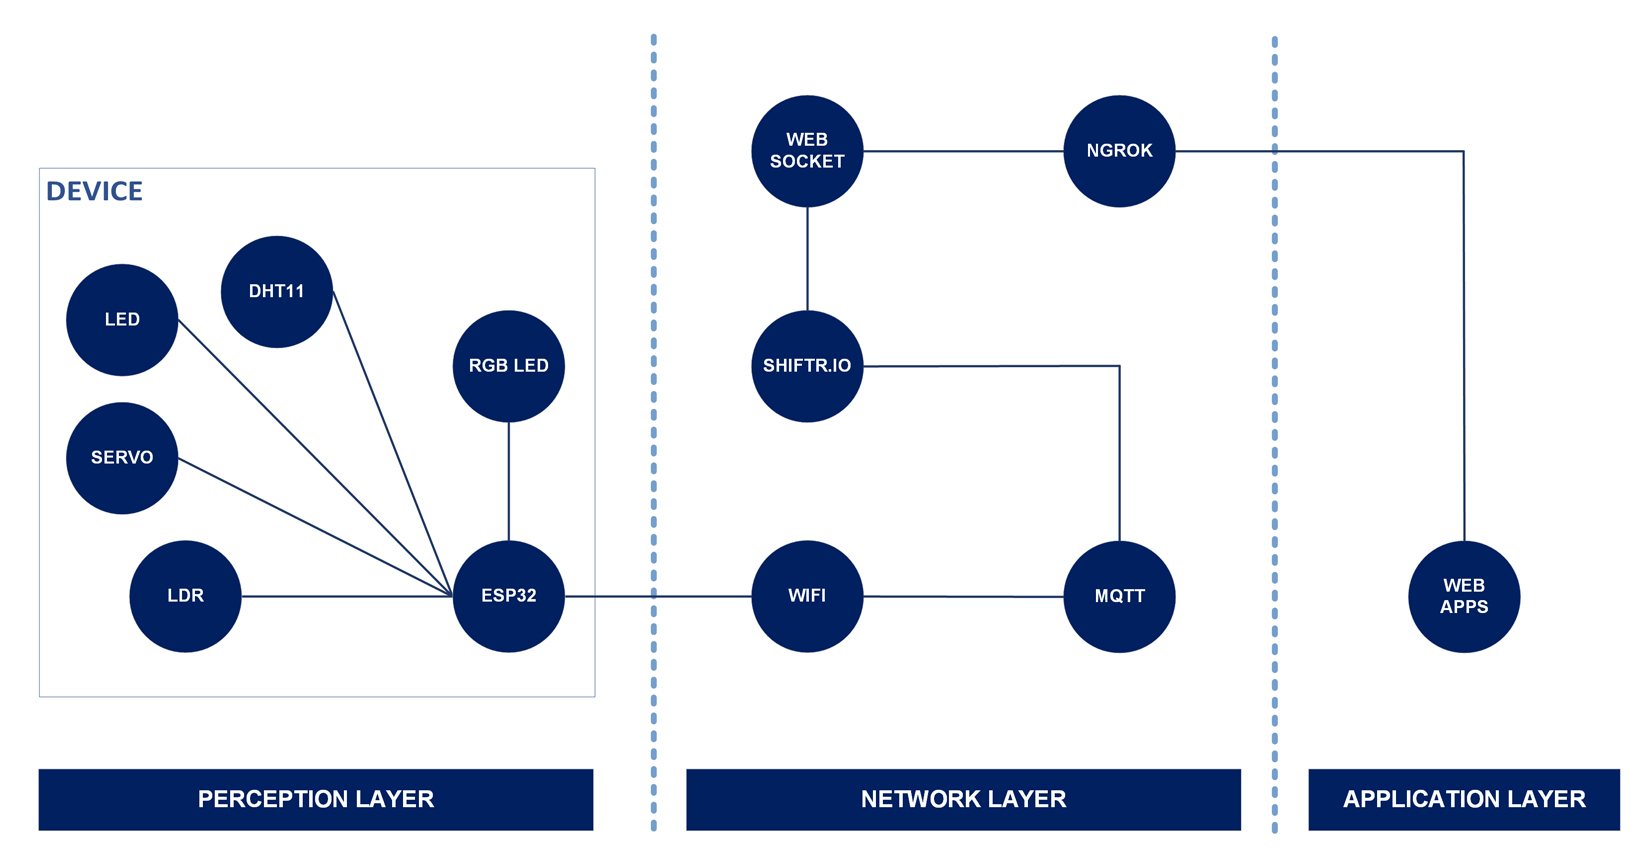 DEVICE
LED
DHT11
RGB LED
SERVO
LDR
ESP32
WEB
SOCKET
NGROK
SHIFTR.IO
WIFI
MQTT
WEB
APPS
PERCEPTION LAYER
NETWORK LAYER
APPLICATION LAYER